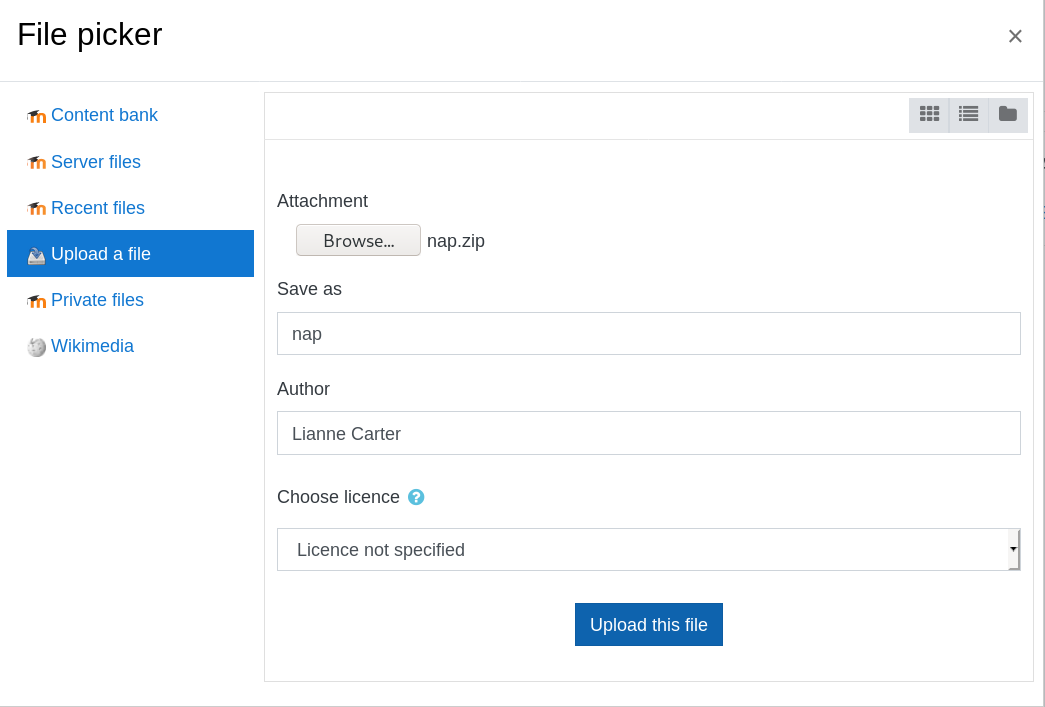 File picker
×
Content bank
Server files
Recent files
Upload a file
Private files
Wikimedia
Attachment
Browse... nap.zip
Save as
nap
Author
Lianne Carter
Choose licence ?
Licence not specified
Upload this file